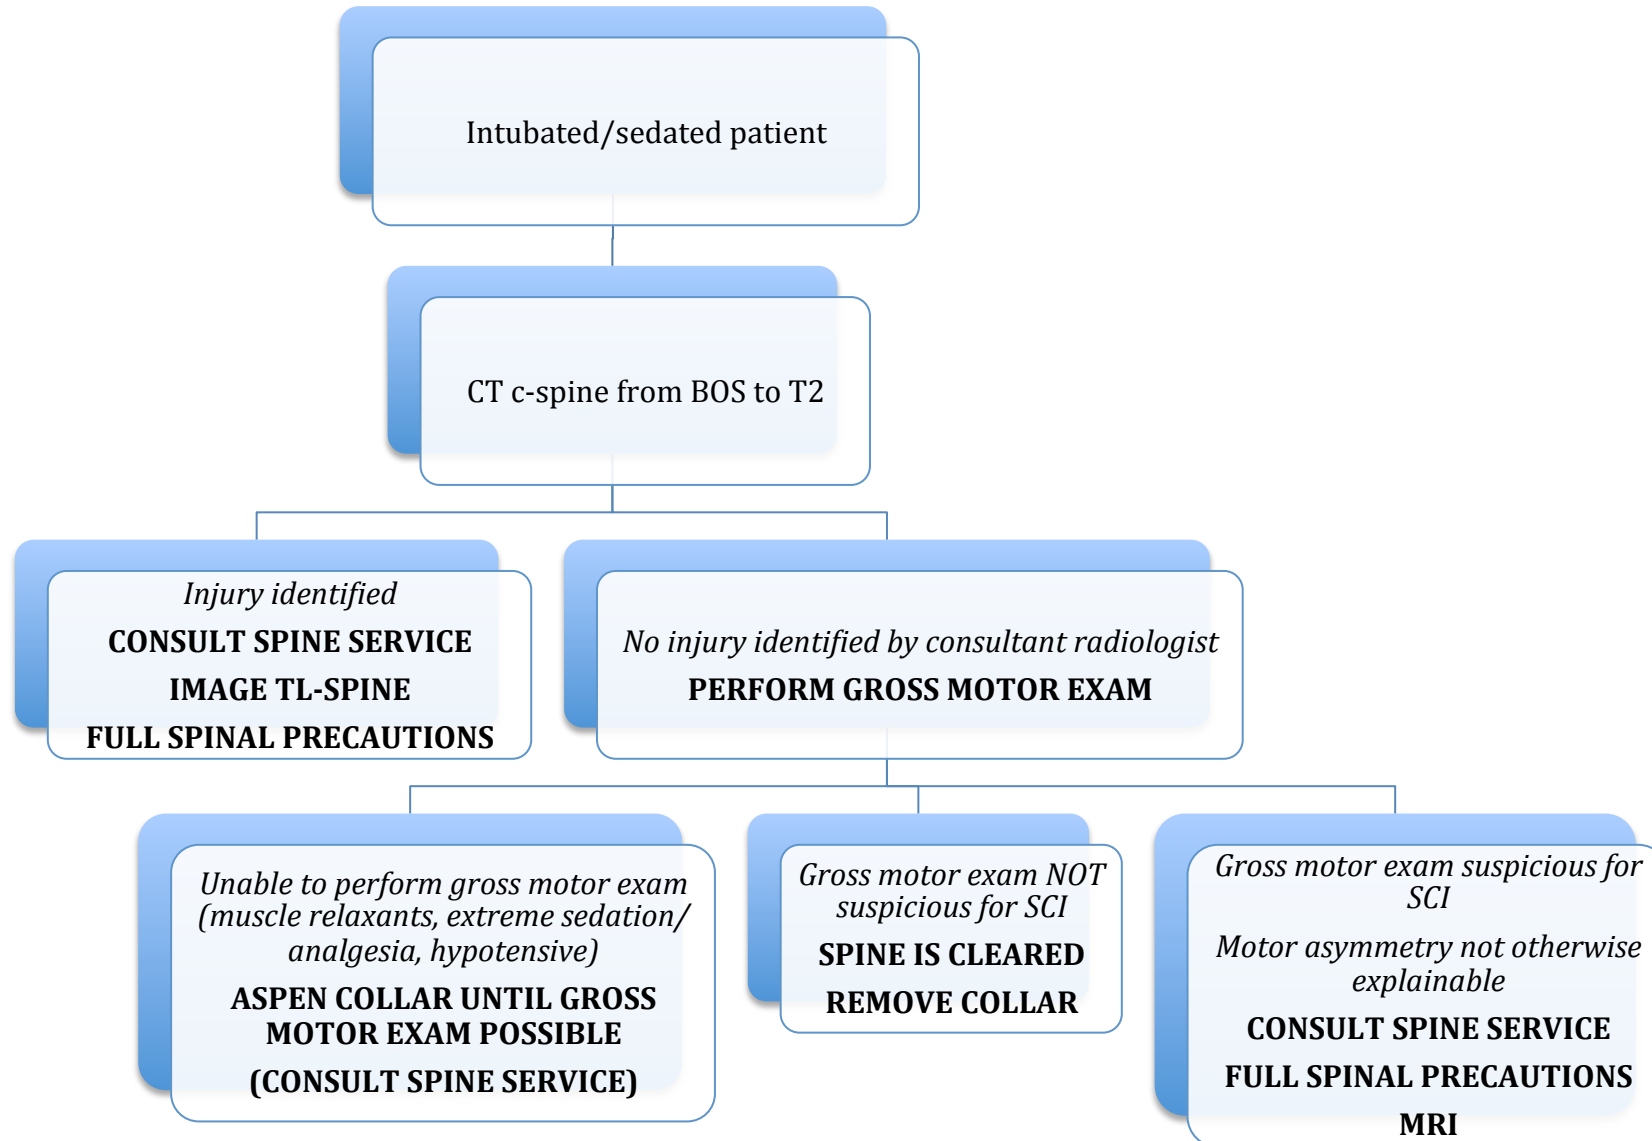 Intubated/sedated patient
CT c-spine from BOS to T2
Injury identified
CONSULT SPINE SERVICE
IMAGE TL-SPINE
FULL SPINAL PRECAUTIONS
No injury identified by consultant radiologist
PERFORM GROSS MOTOR EXAM
Unable to perform gross motor exam
(muscle relaxants, extreme sedation/
analgesia, hypotensive)
ASPEN COLLAR UNTIL GROSS
MOTOR EXAM POSSIBLE
(CONSULT SPINE SERVICE)
Gross motor exam NOT
suspicious for SCI
SPINE IS CLEARED
REMOVE COLLAR
Gross motor exam suspicious for
SCI
Motor asymmetry not otherwise
explainable
CONSULT SPINE SERVICE
FULL SPINAL PRECAUTIONS
MRI